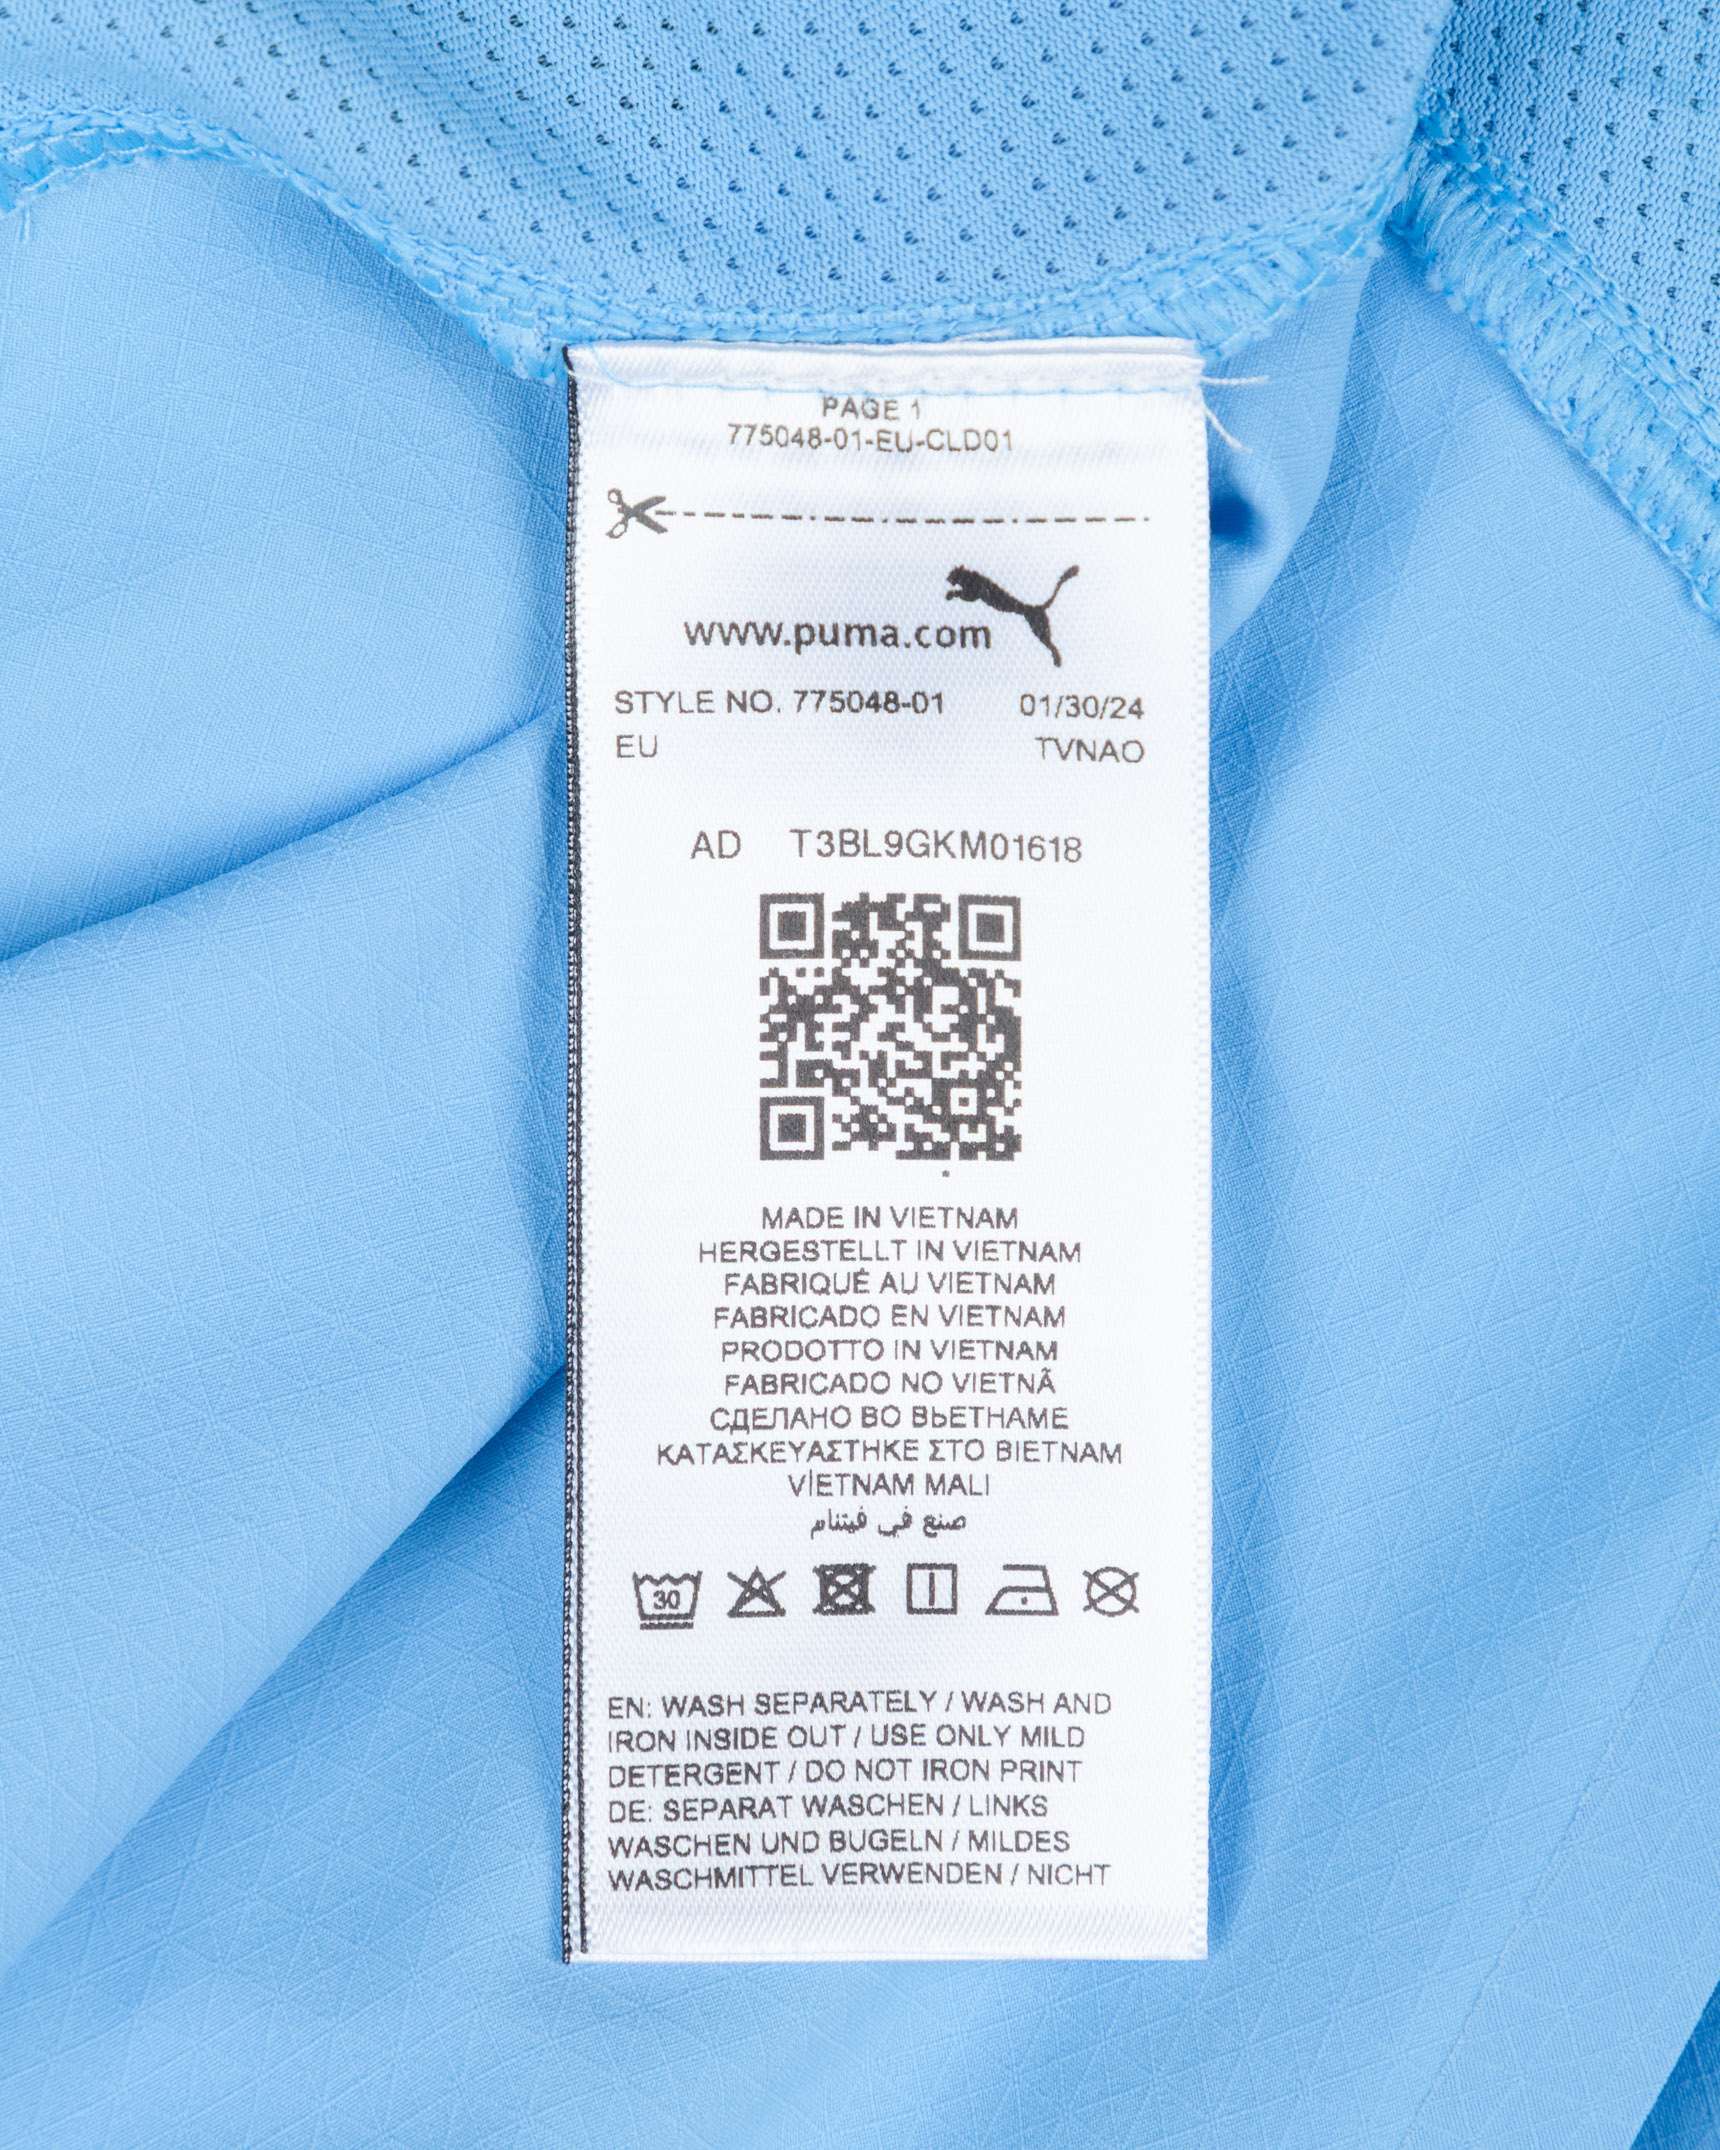 PAGE 1
775048-01-EU-CLD01
www.puma.com
STYLE NO. 775048-01 01/30/24
EU TVNAO
AD T3BL9GKM01618
MADE IN VIETNAM
HERGESTELLT IN VIETNAM
FABRIQUÉ AU VIETNAM
FABRICADO EN VIETNAM
PRODOTTO IN VIETNAM
FABRICADO NO VIETNÃ
СДЕЛАНО ВО ВЬЕТНАМЕ
ΚΑΤΑΣΚΕΥΑΣΤΗΚΕ ΣΤΟ ΒΙΕΤΝΑΜ
VİETNAM MALI
صنع في فيتنام
30
EN: WASH SEPARATELY / WASH AND
IRON INSIDE OUT / USE ONLY MILD
DETERGENT / DO NOT IRON PRINT
DE: SEPARAT WASCHEN / LINKS
WASCHEN UND BUGELN / MILDES
WASCHMITTEL VERWENDEN / NICHT